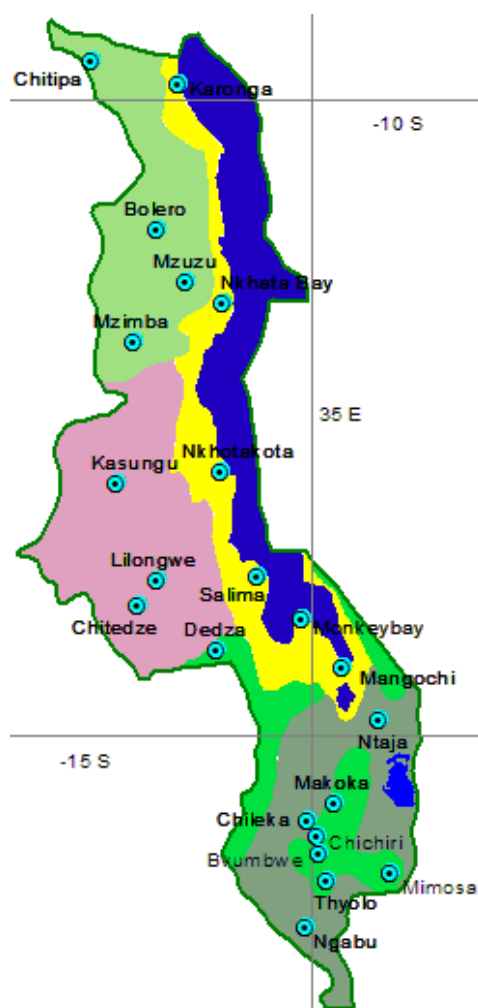 Chitipa
Karonga
-10 S
Bolero
Mzuzu
Nkhata Bay
Mzimba
35 E
Nkhotakota
Kasungu
Lilongwe
Salima
Chitedze
Dedza
Monkeybay
Mangochi
Ntaja
-15 S
Makoka
Chileka
Chichiri
Bvumbwe
Mimosa
Thyolo
Ngabu